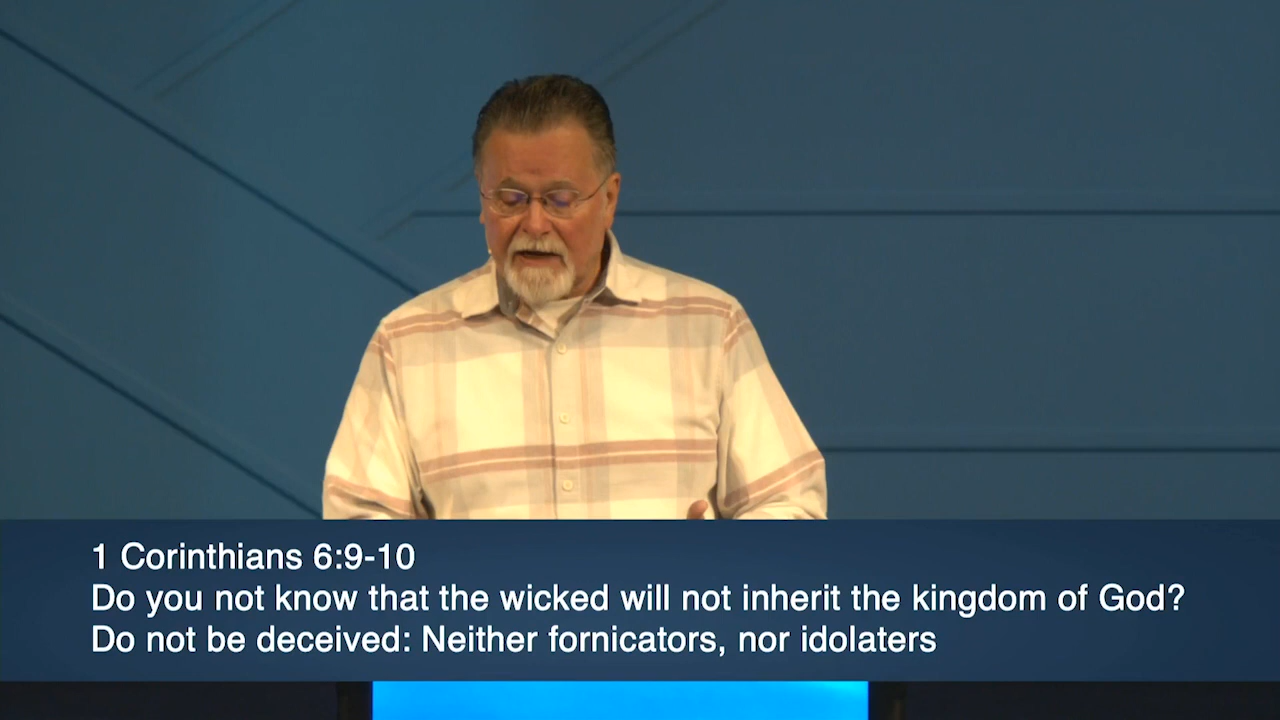 1 Corinthians 6:9-10
Do you not know that the wicked will not inherit the kingdom of God?
Do not be deceived: Neither fornicators, nor idolaters